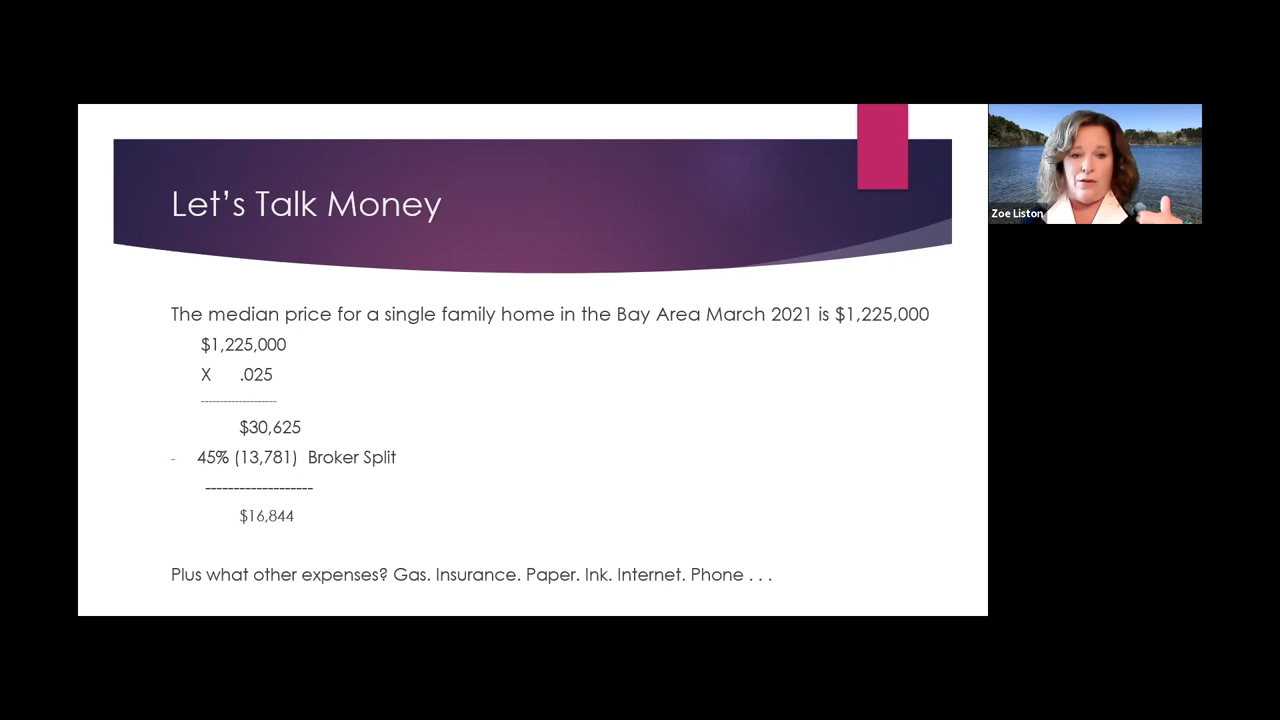 Let’s Talk Money
The median price for a single family home in the Bay Area March 2021 is $1,225,000
$1,225,000
X .025
--------------------
$30,625
- 45% (13,781) Broker Split
-------------------
$16,844
Plus what other expenses? Gas. Insurance. Paper. Ink. Internet. Phone . . .
Zoe Liston